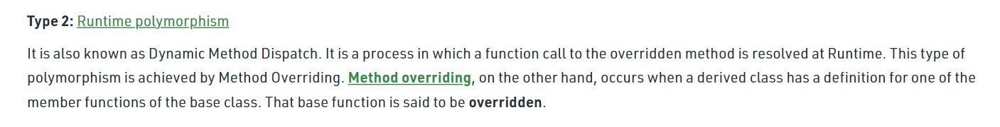 Type 2: Runtime polymorphism
It is also known as Dynamic Method Dispatch. It is a process in which a function call to the overridden method is resolved at Runtime. This type of
polymorphism is achieved by Method Overriding. Method overriding, on the other hand, occurs when a derived class has a definition for one of the
member functions of the base class. That base function is said to be overridden.